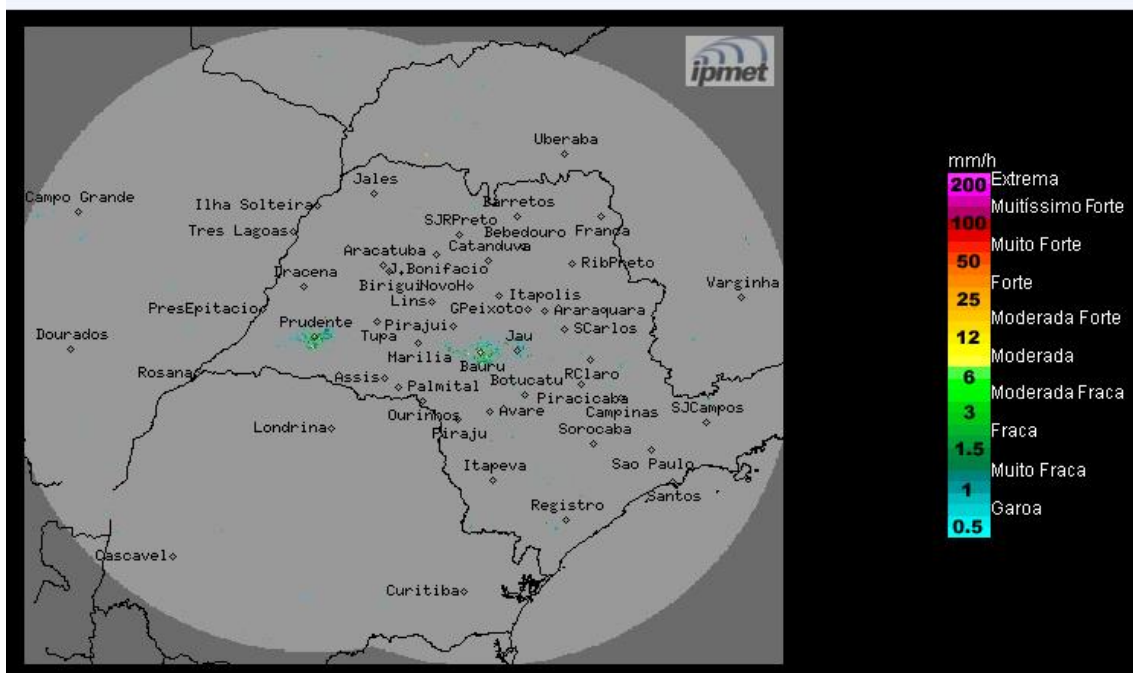 ipmet
Uberaba
Jales
Campo Grande
Ilha Solteira
Barretos
SJRPreto
Tres Lagoas
Bebedouro
Franca
Aracatuba
Catanduva
Dracena
J.Bonifacio
RibPreto
Birigui
NovoH
Varginha
Itapolis
Lins
PresEpitacio
GPeixoto
Araraquara
Prudente
Pirajui
SCarlos
Dourados
Tupa
Jau
Marilia
Bauru
Rosana
Assis
Botucatu
RClaro
Palmital
Piracicaba
Ourinhos
Avare
Campinas
SJCampos
Londrina
Piraju
Sorocaba
Itapeva
Sao Paulo
Santos
Registro
Cascavel
Curitiba
mm/h
200 Extrema
Muitíssimo Forte
100
Muito Forte
50
Forte
25
Moderada Forte
12
Moderada
6
Moderada Fraca
3
Fraca
1.5
Muito Fraca
1
Garoa
0.5